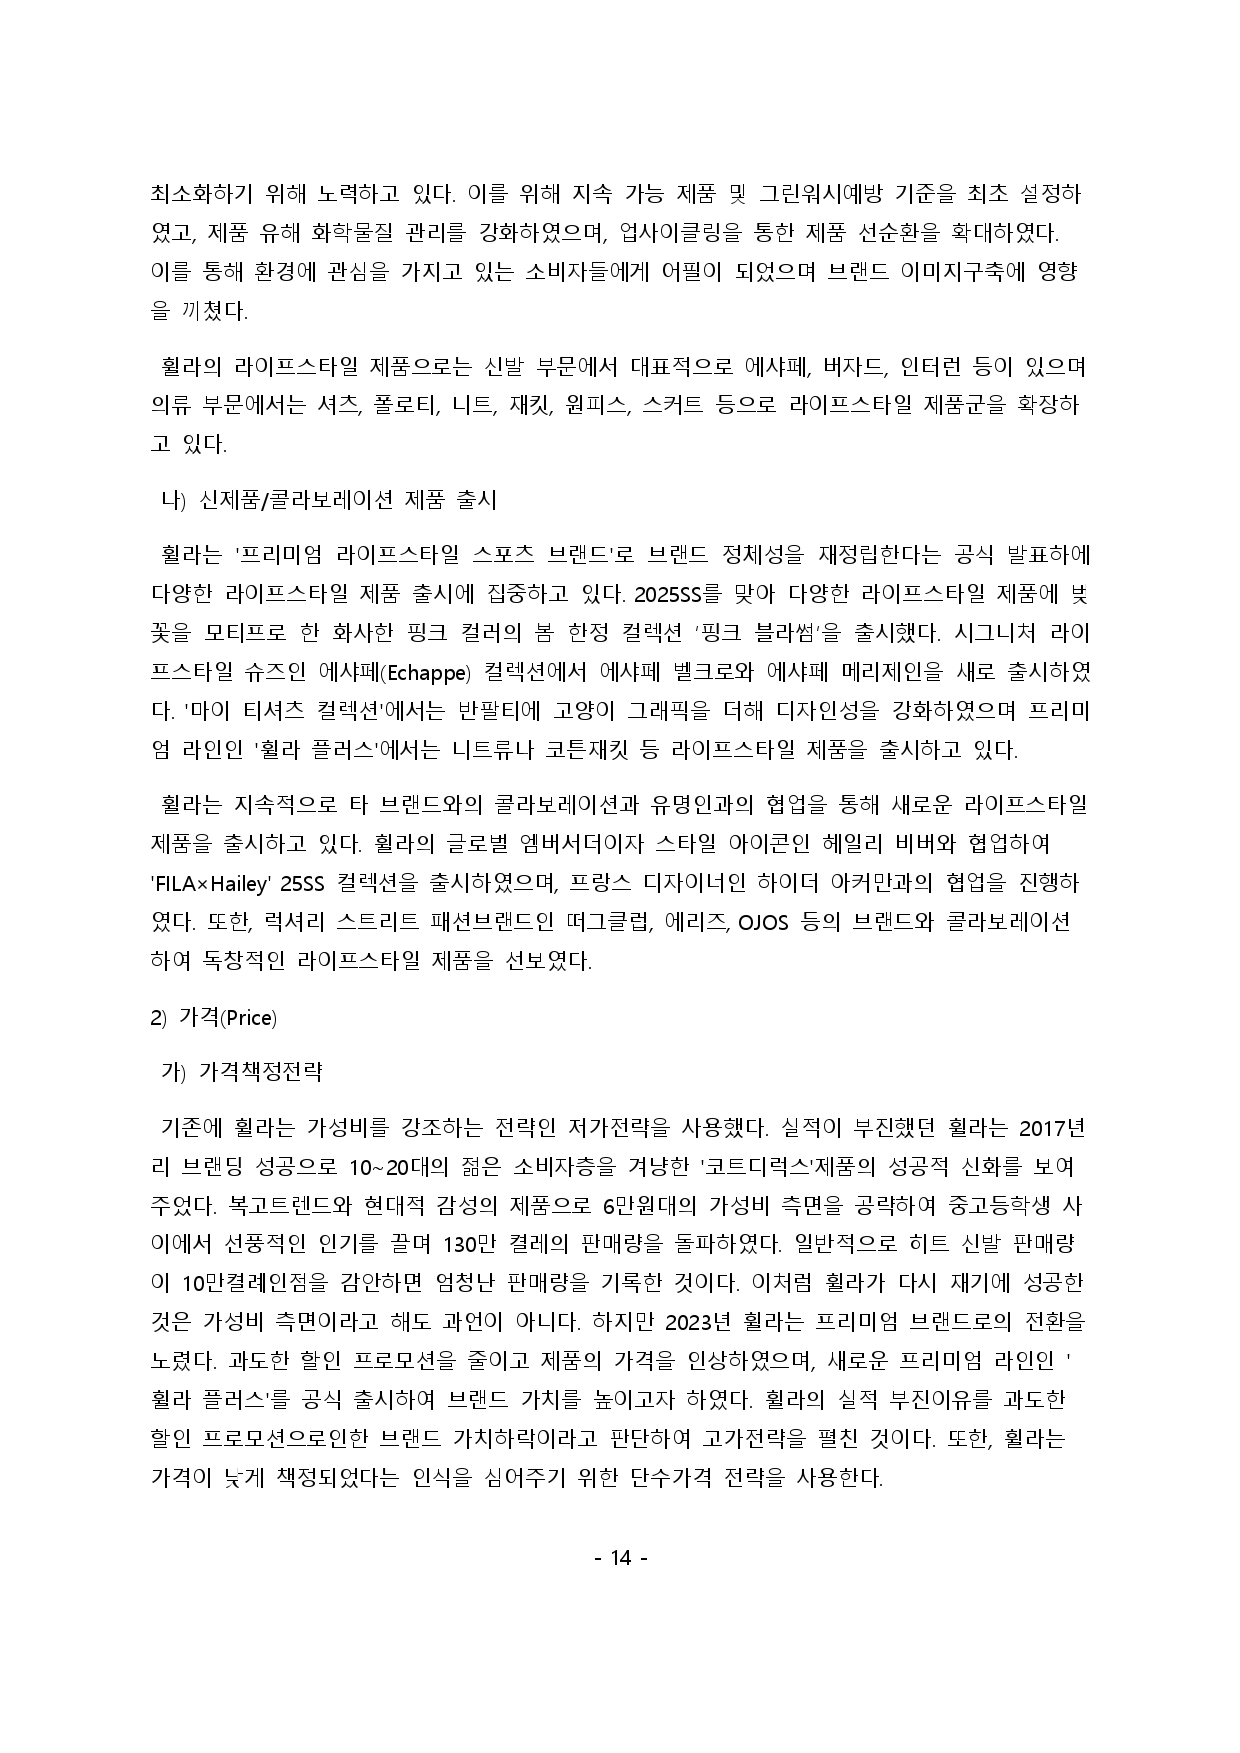 최소화하기 위해 노력하고 있다. 이를 위해 지속 가능 제품 및 그린워시예방 기준을 최초 설정하
였고, 제품 유해 화학물질 관리를 강화하였으며, 업사이클링을 통한 제품 선순환을 확대하였다.
이를 통해 환경에 관심을 가지고 있는 소비자들에게 어필이 되었으며 브랜드 이미지구축에 영향
을 끼쳤다.
휠라의 라이프스타일 제품으로는 신발 부문에서 대표적으로 에샤페, 버자드, 인터런 등이 있으며
의류 부문에서는 셔츠, 폴로티, 니트, 재킷, 원피스, 스커트 등으로 라이프스타일 제품군을 확장하
고 있다.
나) 신제품/콜라보레이션 제품 출시
휠라는 '프리미엄 라이프스타일 스포츠 브랜드'로 브랜드 정체성을 재정립한다는 공식 발표하에
다양한 라이프스타일 제품 출시에 집중하고 있다. 2025SS를 맞아 다양한 라이프스타일 제품에 벚
꽃을 모티프로 한 화사한 핑크 컬러의 봄 한정 컬렉션 ‘핑크 블라썸’을 출시했다. 시그니처 라이
프스타일 슈즈인 에샤페(Echappe) 컬렉션에서 에샤페 벨크로와 에샤페 메리제인을 새로 출시하였
다. '마이 티셔츠 컬렉션'에서는 반팔티에 고양이 그래픽을 더해 디자인성을 강화하였으며 프리미
엄 라인인 '휠라 플러스'에서는 니트류나 코튼재킷 등 라이프스타일 제품을 출시하고 있다.
휠라는 지속적으로 타 브랜드와의 콜라보레이션과 유명인과의 협업을 통해 새로운 라이프스타일
제품을 출시하고 있다. 휠라의 글로벌 엠버서더이자 스타일 아이콘인 헤일리 비버와 협업하여
'FILA×Hailey' 25SS 컬렉션을 출시하였으며, 프랑스 디자이너인 하이더 아커만과의 협업을 진행하
였다. 또한, 럭셔리 스트리트 패션브랜드인 떠그클럽, 에리즈, OJOS 등의 브랜드와 콜라보레이션
하여 독창적인 라이프스타일 제품을 선보였다.
2) 가격(Price)
가) 가격책정전략
기존에 휠라는 가성비를 강조하는 전략인 저가전략을 사용했다. 실적이 부진했던 휠라는 2017년
리 브랜딩 성공으로 10~20대의 젊은 소비자층을 겨냥한 '코트디럭스'제품의 성공적 신화를 보여
주었다. 복고트렌드와 현대적 감성의 제품으로 6만원대의 가성비 측면을 공략하여 중고등학생 사
이에서 선풍적인 인기를 끌며 130만 켤레의 판매량을 돌파하였다. 일반적으로 히트 신발 판매량
이 10만켤례인점을 감안하면 엄청난 판매량을 기록한 것이다. 이처럼 휠라가 다시 재기에 성공한
것은 가성비 측면이라고 해도 과언이 아니다. 하지만 2023년 휠라는 프리미엄 브랜드로의 전환을
노렸다. 과도한 할인 프로모션을 줄이고 제품의 가격을 인상하였으며, 새로운 프리미엄 라인인 '
휠라 플러스'를 공식 출시하여 브랜드 가치를 높이고자 하였다. 휠라의 실적 부진이유를 과도한
할인 프로모션으로인한 브랜드 가치하락이라고 판단하여 고가전략을 펼친 것이다. 또한, 휠라는
가격이 낮게 책정되었다는 인식을 심어주기 위한 단수가격 전략을 사용한다.
- 14 -